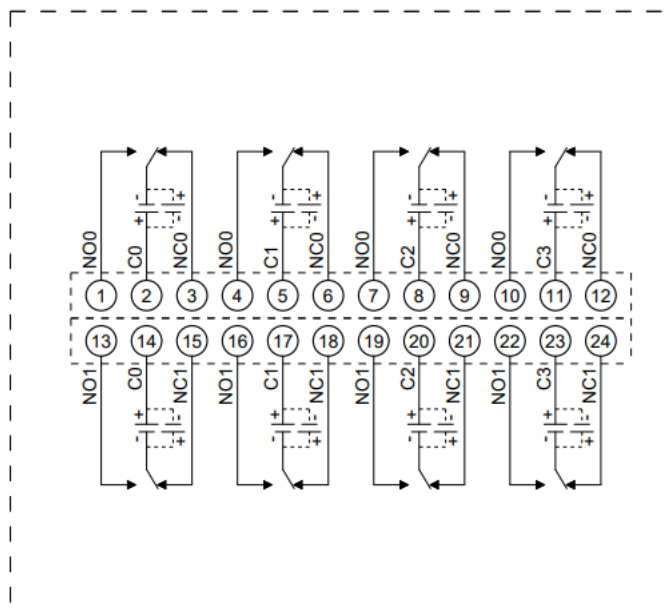 - + - + - + - +
+ - + - + - + -
NO0 C0 NC0 NO0 C1 NC0 NO0 C2 NC0 NO0 C3 NC0
1 2 3 4 5 6 7 8 9 10 11 12
13 14 15 16 17 18 19 20 21 22 23 24
NO1 C0 NC1 NO1 C1 NC1 NO1 C2 NC1 NO1 C3 NC1
+ - + - + - + -
- + - + - + - +